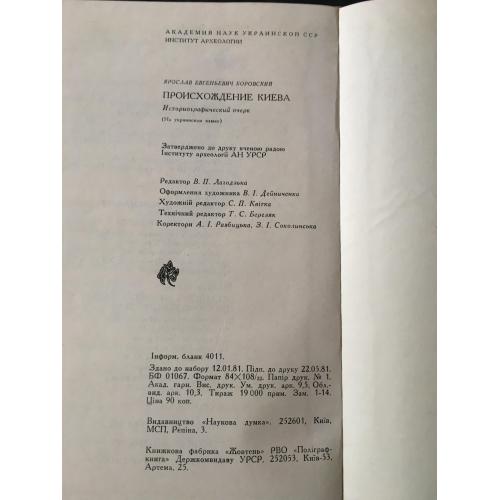 АКАДЕМИЯ НАУК УКРАИНСКОЙ ССР
ИНСТИТУТ АРХЕОЛОГИИ
ЯРОСЛАВ ЕВГЕНЬЕВИЧ БОРОВСКИЙ
ПРОИСХОЖДЕНИЕ КИЕВА
Историографический очерк
(На украинском языке)
Затверджено до друку вченою радою
Інституту археології АН УРСР
Редактор В. П. Лагодзька
Оформлення художника В. І. Дейниченка
Художній редактор С. П. Квітка
Технічний редактор Т. С. Березяк
Коректори А. І. Раябицька, З. І. Соколинська
Інформ. бланк 4011.
Здано до набору 12.01.81. Підп. до друку 22.05.81.
БФ 01067. Формат 84×108/32. Папір друк. № 1.
Акад. гарн. Вис. друк. Ум. друк. арк. 9,5. Обл.-
вид. арк. 10,3. Тираж 19 000 прим. Зам. 1-14.
Ціна 90 коп.
Видавництво «Наукова думка». 252601, Київ,
МСП, Репіна, 3.
Книжкова фабрика «Жовтень» РВО «Поліграф-
книга» Держкомвидаву УРСР. 252053, Київ-53,
Артема, 25.